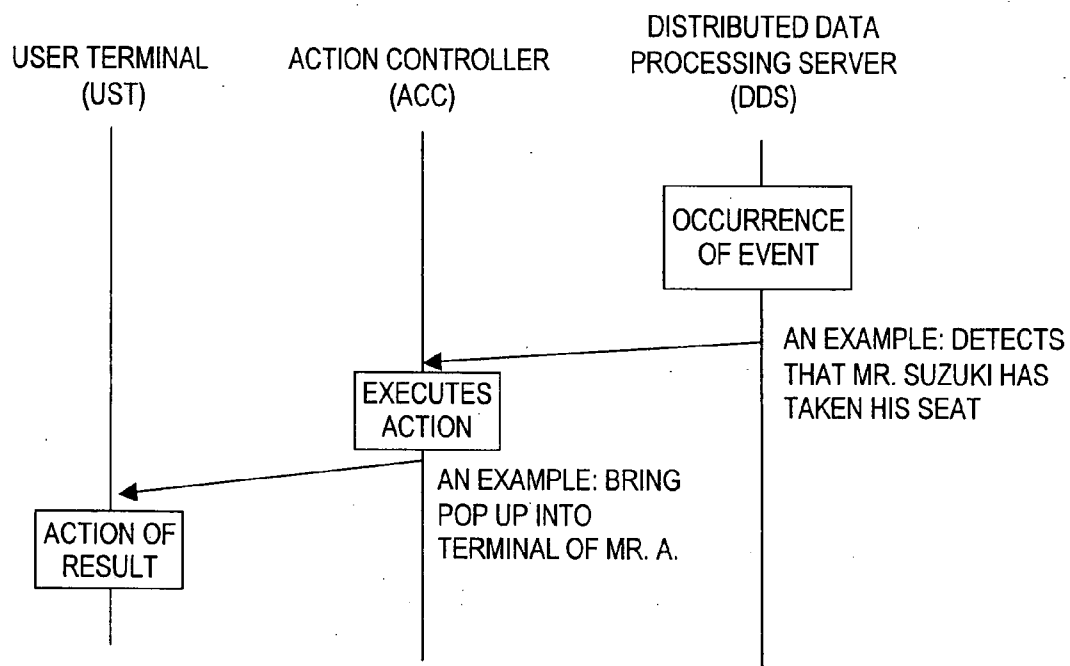 USER TERMINAL
(UST)
ACTION CONTROLLER
(ACC)
DISTRIBUTED DATA
PROCESSING SERVER
(DDS)
OCCURRENCE
OF EVENT
AN EXAMPLE: DETECTS
THAT MR. SUZUKI HAS
TAKEN HIS SEAT
EXECUTES
ACTION
AN EXAMPLE: BRING
POP UP INTO
TERMINAL OF MR. A.
ACTION OF
RESULT